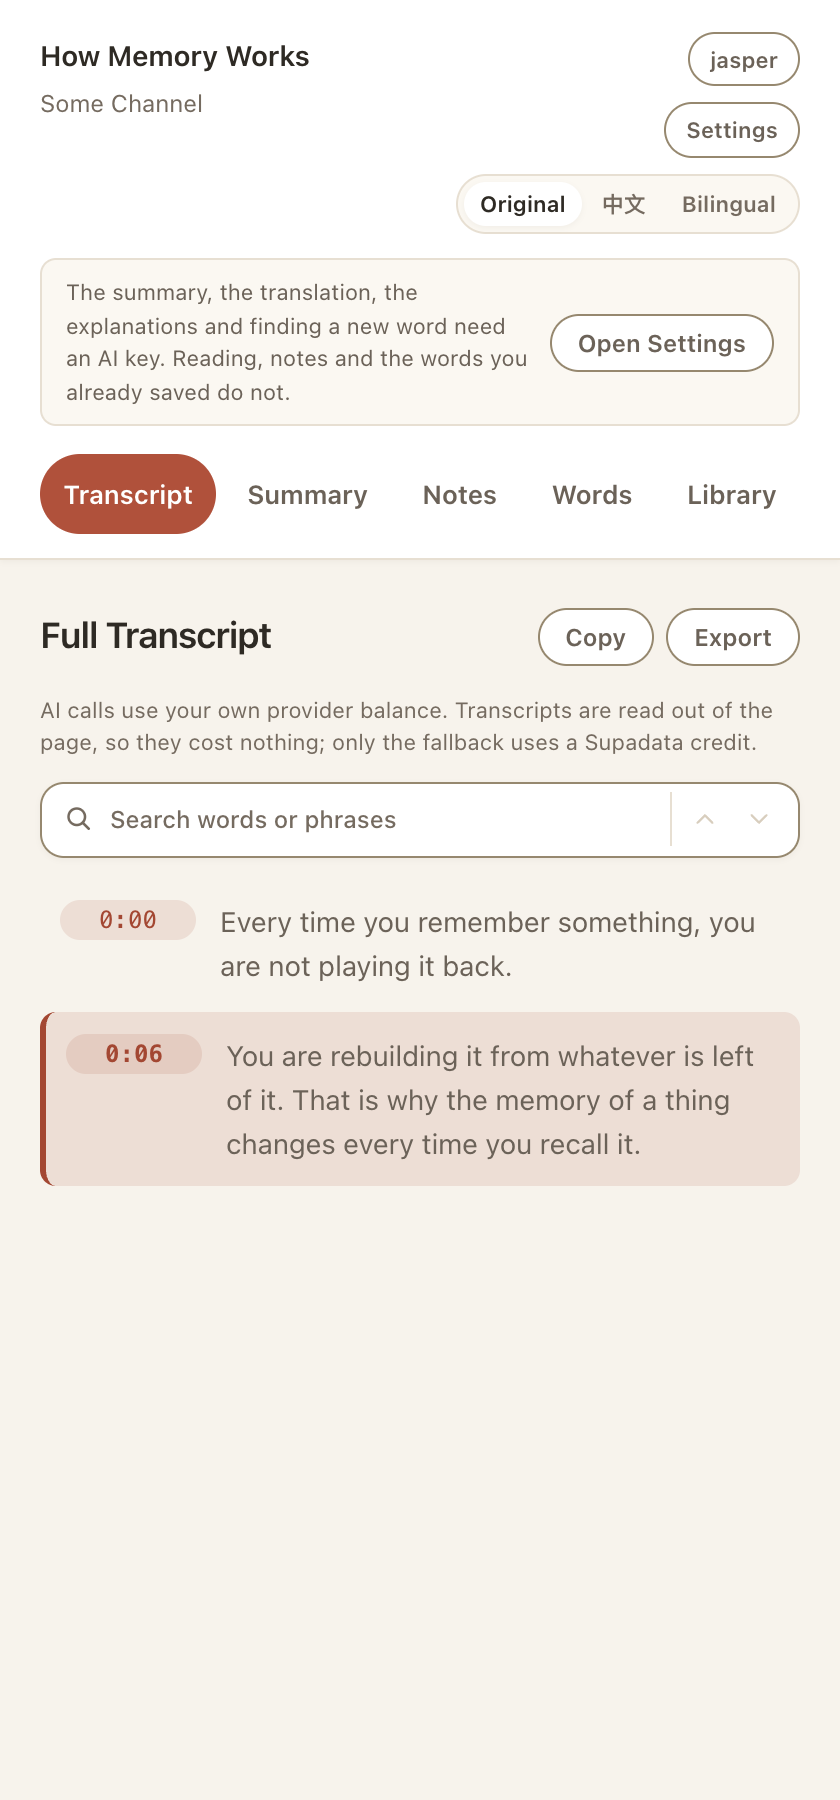 How Memory Works
jasper
Some Channel
Settings
Original 中文 Bilingual
The summary, the translation, the
explanations and finding a new word need
an AI key. Reading, notes and the words you
already saved do not.
Open Settings
Transcript Summary Notes Words Library
Full Transcript
Copy Export
AI calls use your own provider balance. Transcripts are read out of the
page, so they cost nothing; only the fallback uses a Supadata credit.
Search words or phrases
0:00 Every time you remember something, you
are not playing it back.
0:06 You are rebuilding it from whatever is left
of it. That is why the memory of a thing
changes every time you recall it.